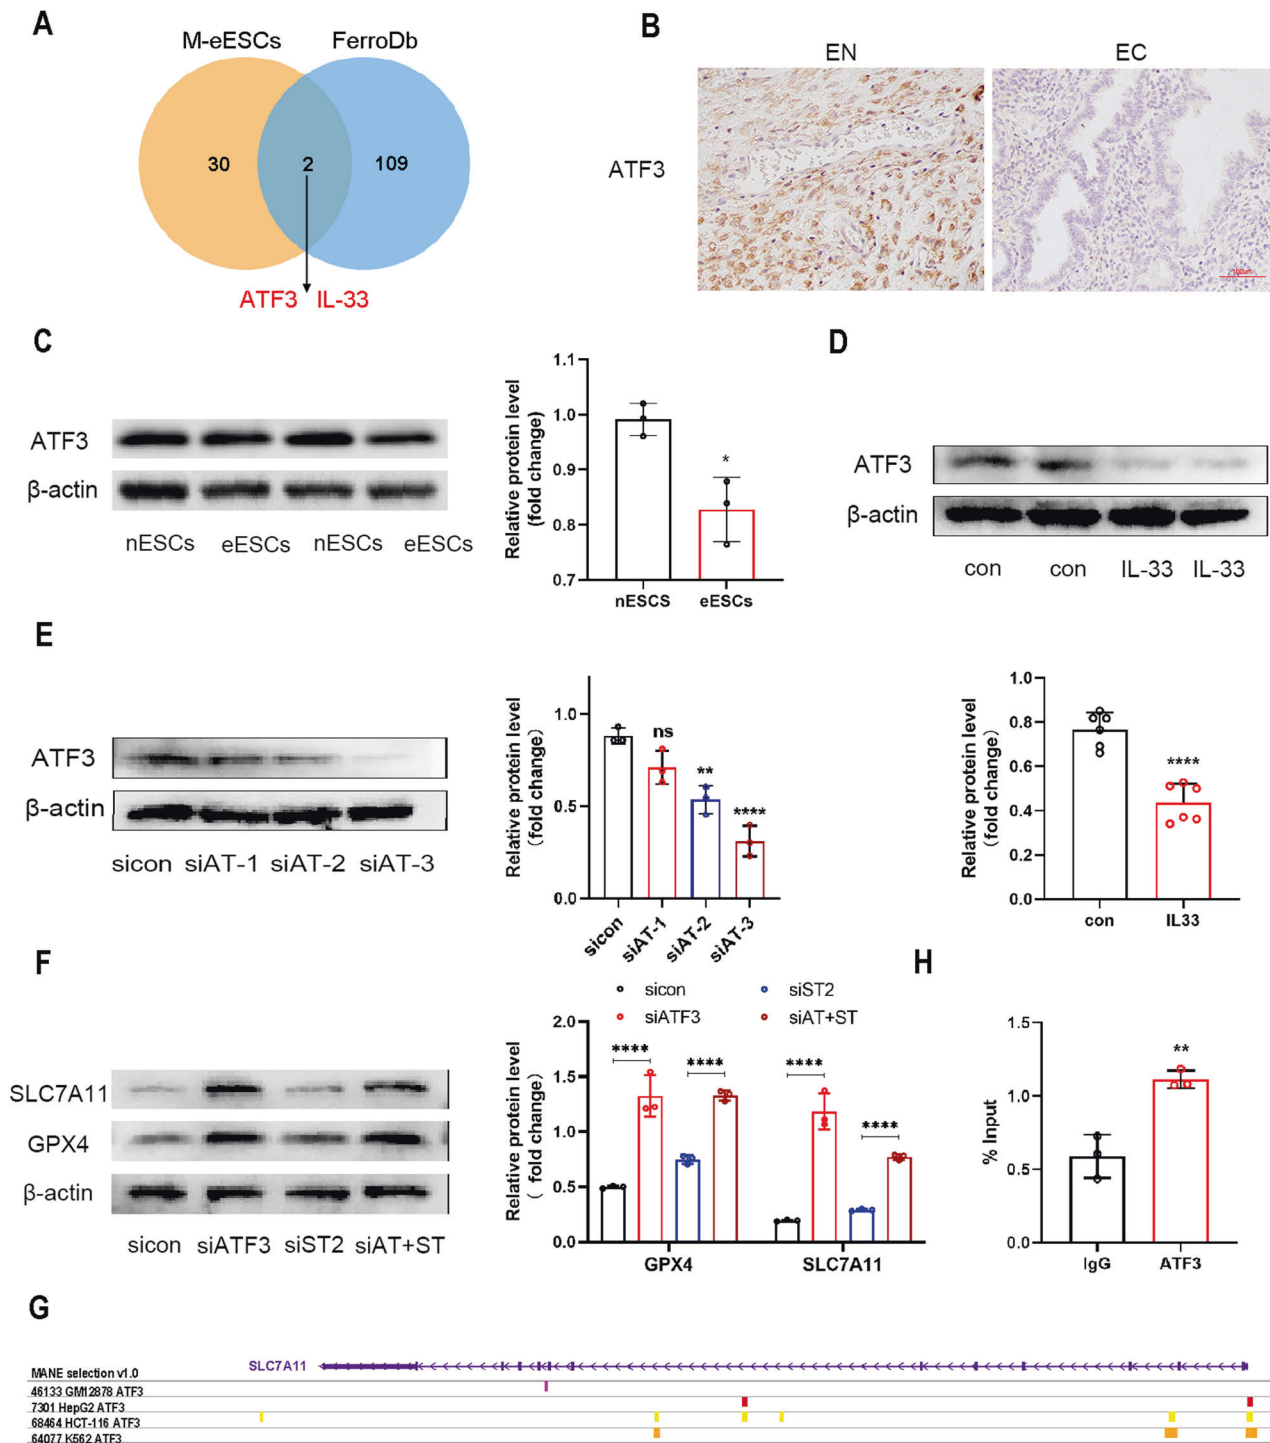 A
M-eESCs FerroDb
30 2 109
ATF3 IL-33
B
EN EC
ATF3
100um
C
ATF3
β-actin
nESCs eESCs nESCs eESCs
Relative protein level
(fold change)
1.1
1.0
0.9
0.8
0.7
*
nESCS eESCs
D
ATF3
β-actin
con con IL-33 IL-33
Relative protein level
(fold change)
1.0
0.8
0.6
0.4
0.2
0.0
****
con IL33
E
ATF3
β-actin
sicon siAT-1 siAT-2 siAT-3
Relative protein level
(fold change)
1.0
0.5
0.0
ns
**
****
sicon siAT-1 siAT-2 siAT-3
F
SLC7A11
GPX4
β-actin
sicon siATF3 siST2 siAT+ST
sicon siST2
siATF3 siAT+ST
Relative protein level
( fold change)
2.0
1.5
1.0
0.5
0.0
**** **** **** ****
GPX4 SLC7A11
H
% Input
1.5
1.0
0.5
0.0
**
IgG ATF3
G
SLC7A11
MANE selection v1.0
46133 GM12878 ATF3
7301 HepG2 ATF3
68464 HCT-116 ATF3
64077 K562 ATF3